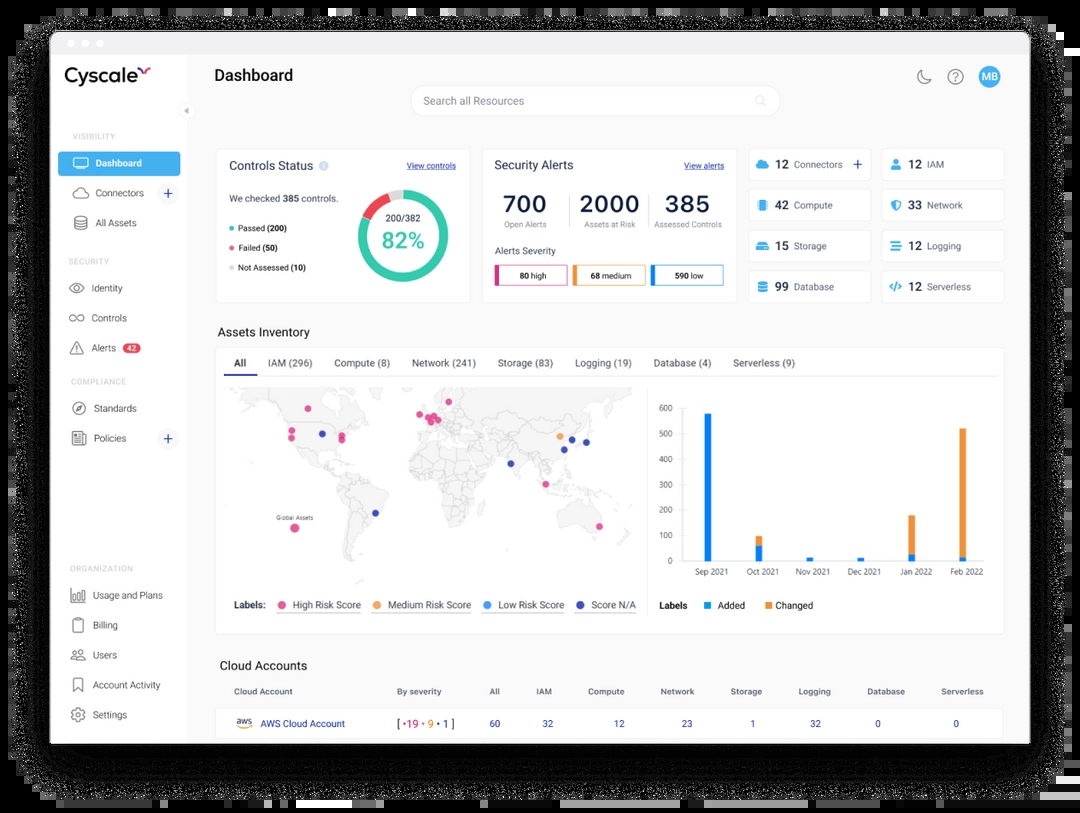 Cyscale
Dashboard
MB
Search all Resources
VISIBILITY
Dashboard
Connectors
All Assets
SECURITY
Identity
Controls
Alerts 42
COMPLIANCE
Standards
Policies
ORGANIZATION
Usage and Plans
Billing
Users
Account Activity
Settings
Controls Status View controls
We checked 385 controls.
Passed (200)
Failed (50)
Not Assessed (10)
200/382
82%
Security Alerts View alerts
700 2000 385
Open Alerts Assets at Risk Assessed Controls
Alerts Severity
80 high 68 medium 590 low
12 Connectors + 12 IAM
42 Compute 33 Network
15 Storage 12 Logging
99 Database 12 Serverless
Assets Inventory
All IAM (296) Compute (8) Network (241) Storage (83) Logging (19) Database (4) Serverless (9)
Global Assets
Labels: High Risk Score Medium Risk Score Low Risk Score Score N/A
600
500
400
300
200
100
0
Sep 2021 Oct 2021 Nov 2021 Dec 2021 Jan 2022 Feb 2022
Labels Added Changed
Cloud Accounts
Cloud Account By severity All IAM Compute Network Storage Logging Database Serverless
aws AWS Cloud Account [ •19 • 9 • 1 ] 60 32 12 23 1 32 0 0